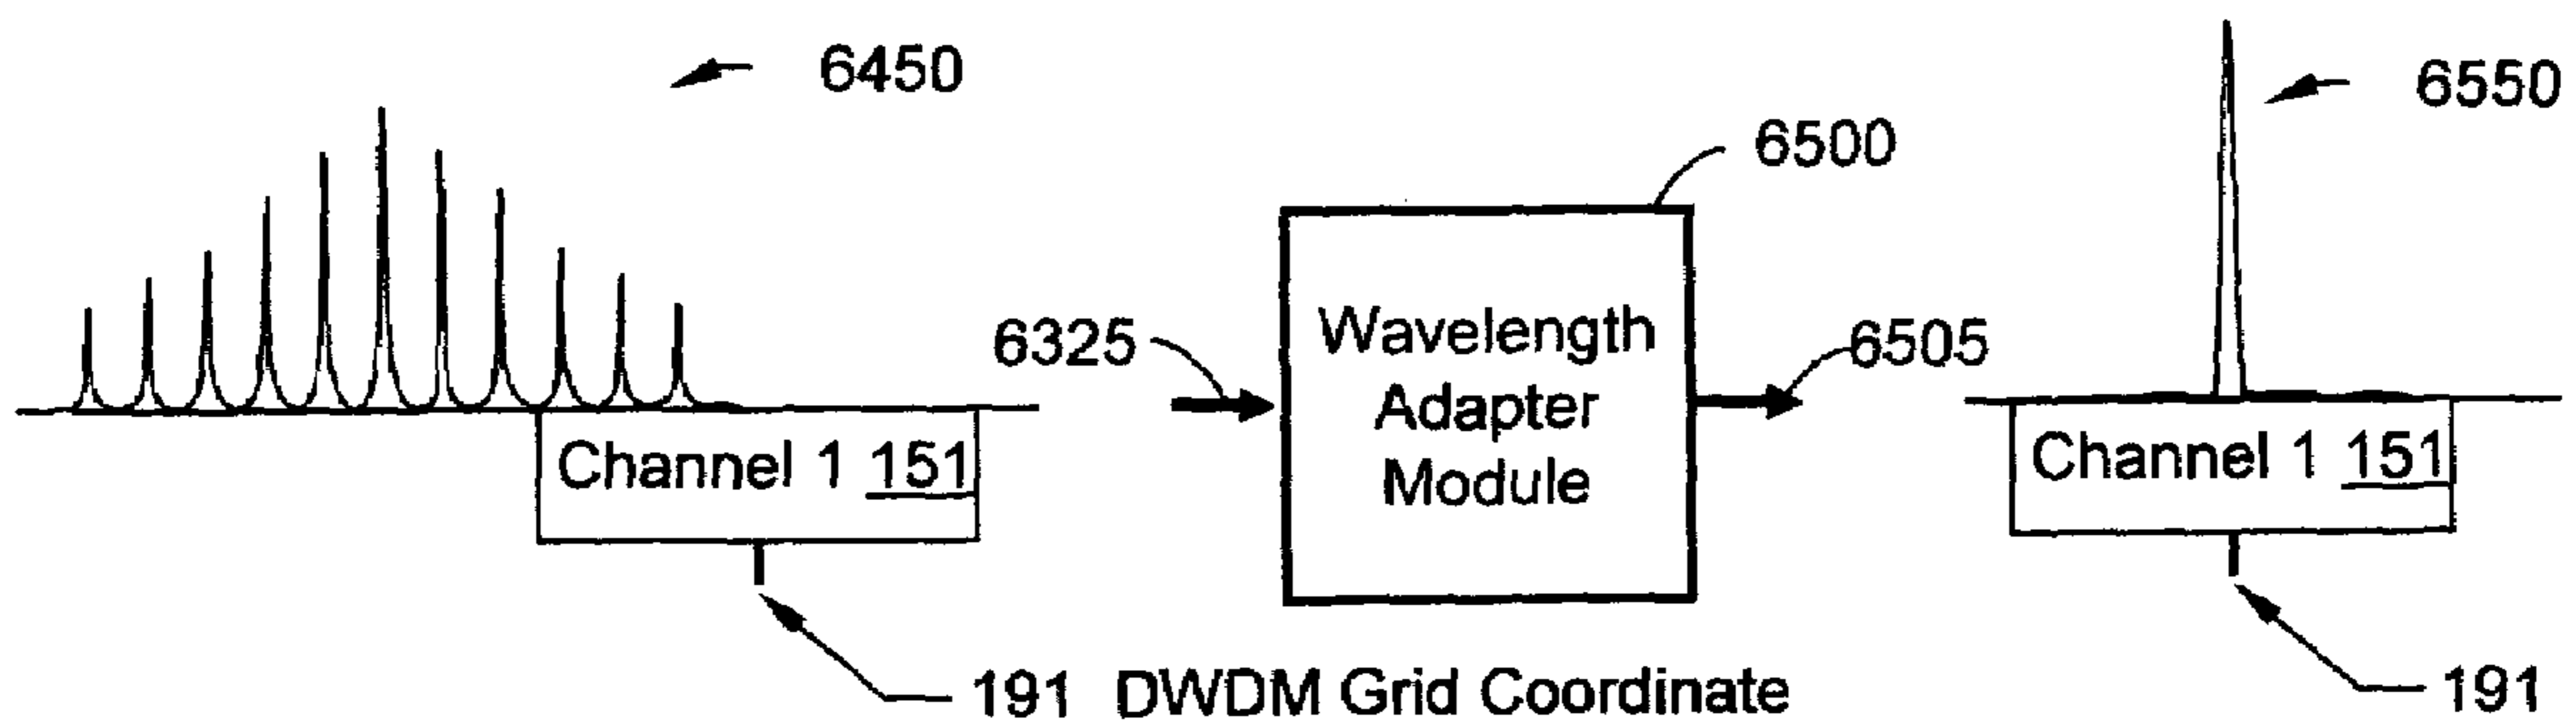 6450
6550
6500
6325
Wavelength
Adapter
Module
6505
Channel 1 151
Channel 1 151
191 DWDM Grid Coordinate
191